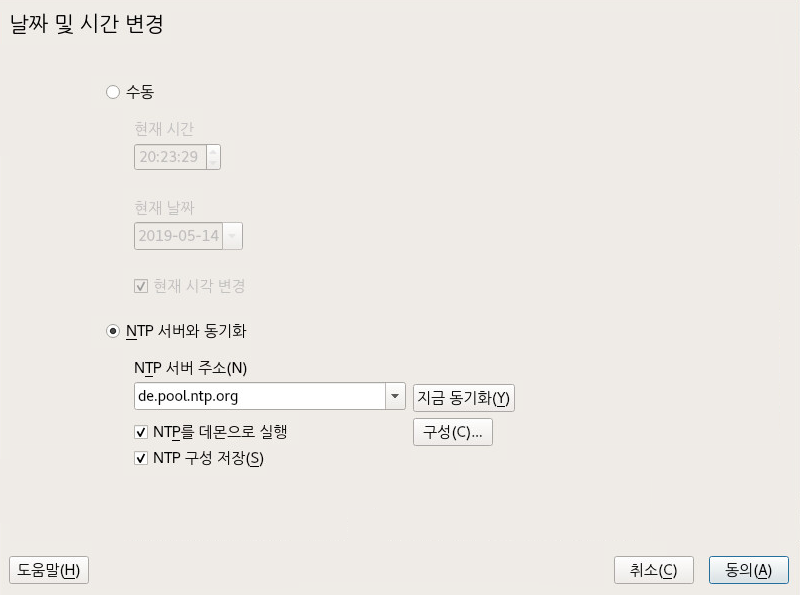 날짜 및 시간 변경
수동
현재 시간
20:23:29
현재 날짜
2019-05-14
현재 시각 변경
NTP 서버와 동기화
NTP 서버 주소(N)
de.pool.ntp.org
지금 동기화(Y)
NTP를 데몬으로 실행
구성(C)...
NTP 구성 저장(S)
도움말(H)
취소(C)
동의(A)